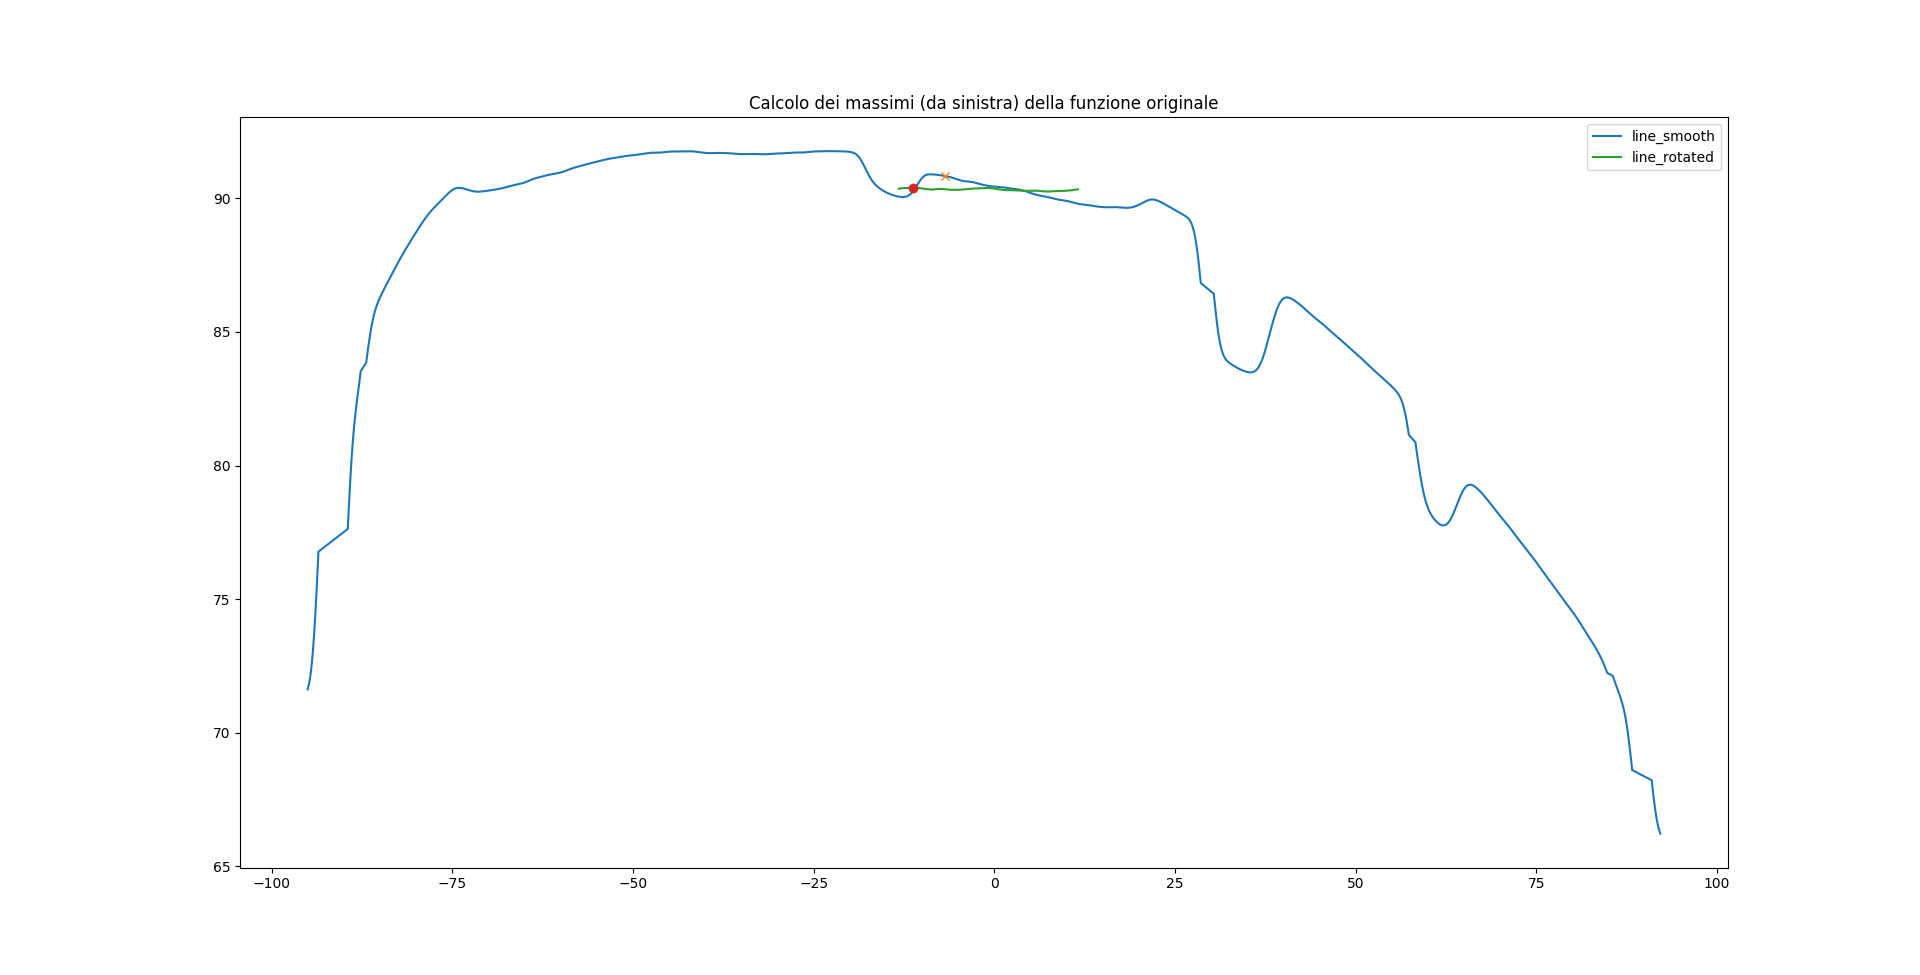 Calcolo dei massimi (da sinistra) della funzione originale
line_smooth
line_rotated
90
85
80
75
70
65
−100 −75 −50 −25 0 25 50 75 100